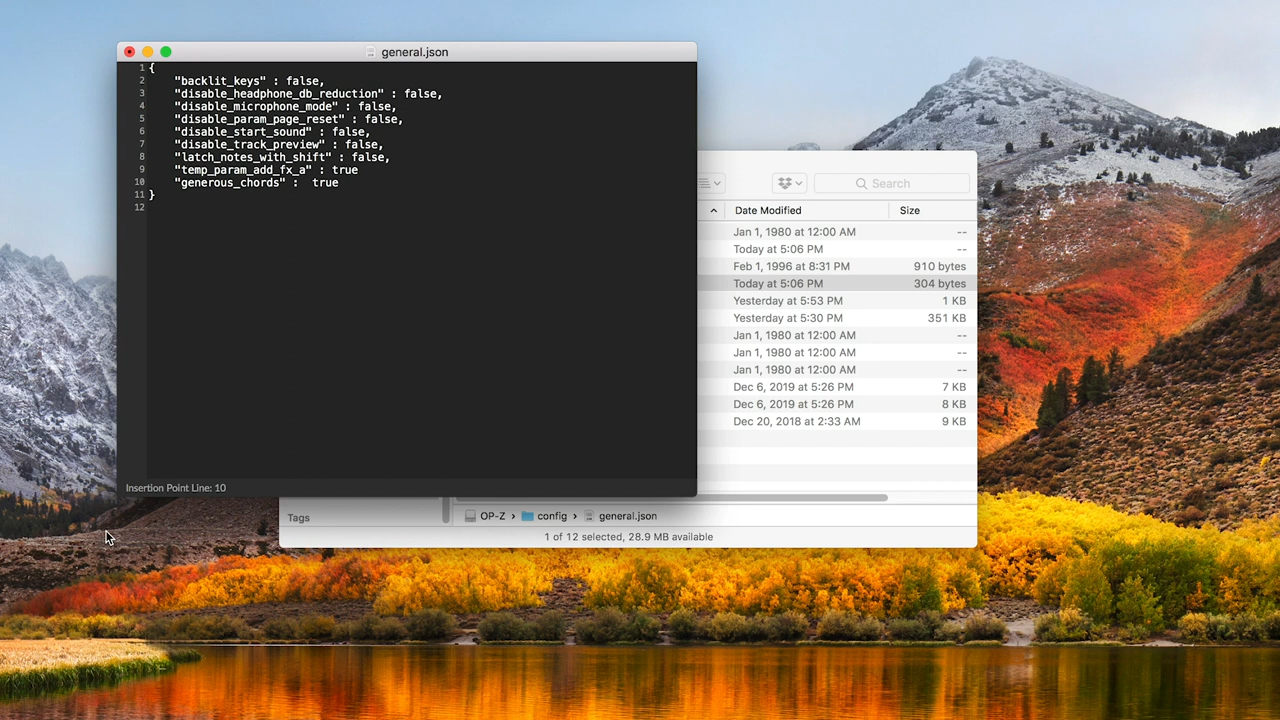 general.json
1 {
2 "backlit_keys" : false,
3 "disable_headphone_db_reduction" : false,
4 "disable_microphone_mode" : false,
5 "disable_param_page_reset" : false,
6 "disable_start_sound" : false,
7 "disable_track_preview" : false,
8 "latch_notes_with_shift" : false,
9 "temp_param_add_fx_a" : true
10 "generous_chords" :  true
11 }
12
Insertion Point Line: 10
Search
Date Modified Size
Jan 1, 1980 at 12:00 AM --
Today at 5:06 PM --
Feb 1, 1996 at 8:31 PM 910 bytes
Today at 5:06 PM 304 bytes
Yesterday at 5:53 PM 1 KB
Yesterday at 5:30 PM 351 KB
Jan 1, 1980 at 12:00 AM --
Jan 1, 1980 at 12:00 AM --
Jan 1, 1980 at 12:00 AM --
Dec 6, 2019 at 5:26 PM 7 KB
Dec 6, 2019 at 5:26 PM 8 KB
Dec 20, 2018 at 2:33 AM 9 KB
Tags
OP-Z › config › general.json
1 of 12 selected, 28.9 MB available